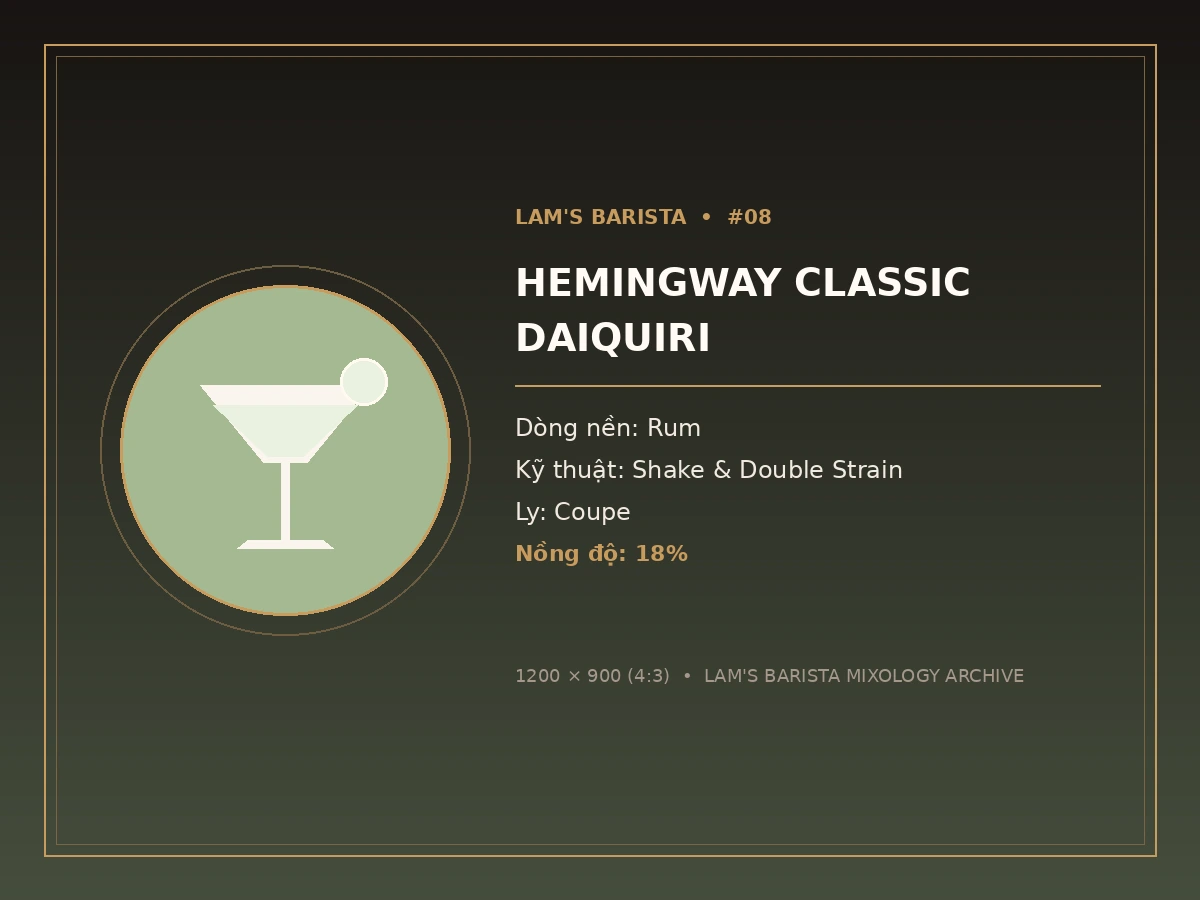 LAM'S BARISTA • #08
HEMINGWAY CLASSIC
DAIQUIRI
Dòng nền: Rum
Kỹ thuật: Shake & Double Strain
Ly: Coupe
Nồng độ: 18%
1200 × 900 (4:3) • LAM'S BARISTA MIXOLOGY ARCHIVE